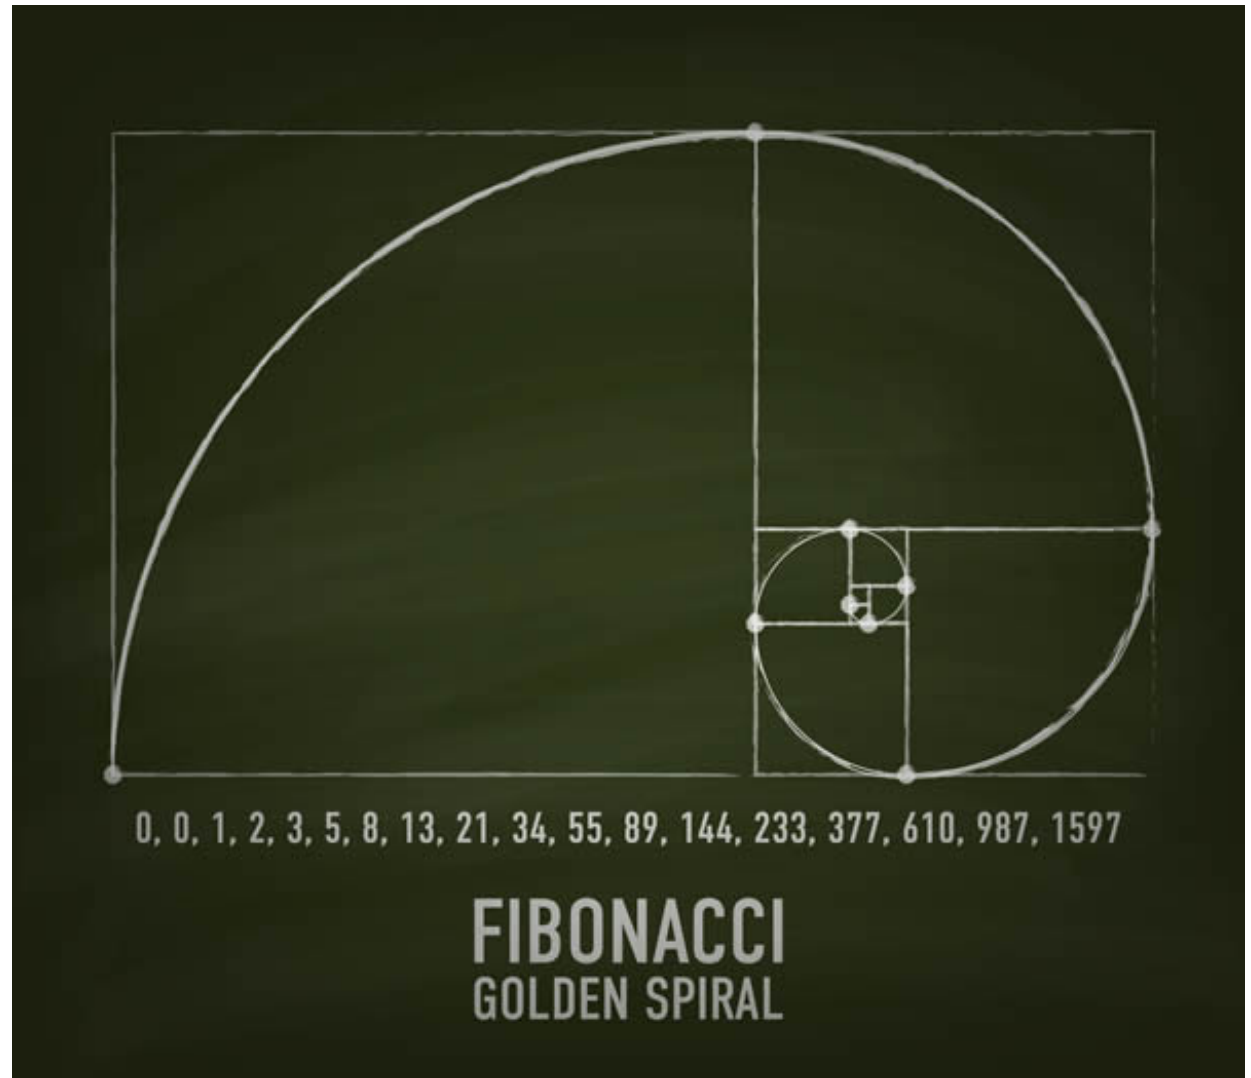 0, 0, 1, 2, 3, 5, 8, 13, 21, 34, 55, 89, 144, 233, 377, 610, 987, 1597
FIBONACCI
GOLDEN SPIRAL